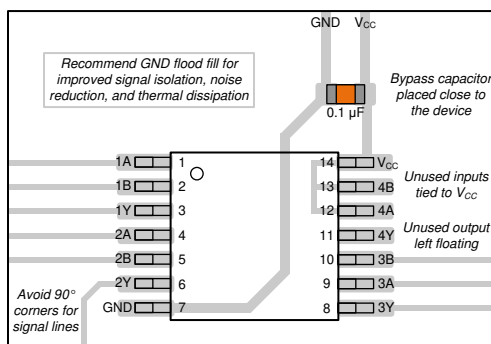 GND VCC
Recommend GND flood fill for
improved signal isolation, noise
reduction, and thermal dissipation
Bypass capacitor
placed close to
the device
0.1 µF
1A 1 14 VCC
1B 2 13 4B
1Y 3 12 4A
2A 4 11 4Y
2B 5 10 3B
2Y 6 9 3A
GND 7 8 3Y
Unused inputs
tied to VCC
Unused output
left floating
Avoid 90°
corners for
signal lines